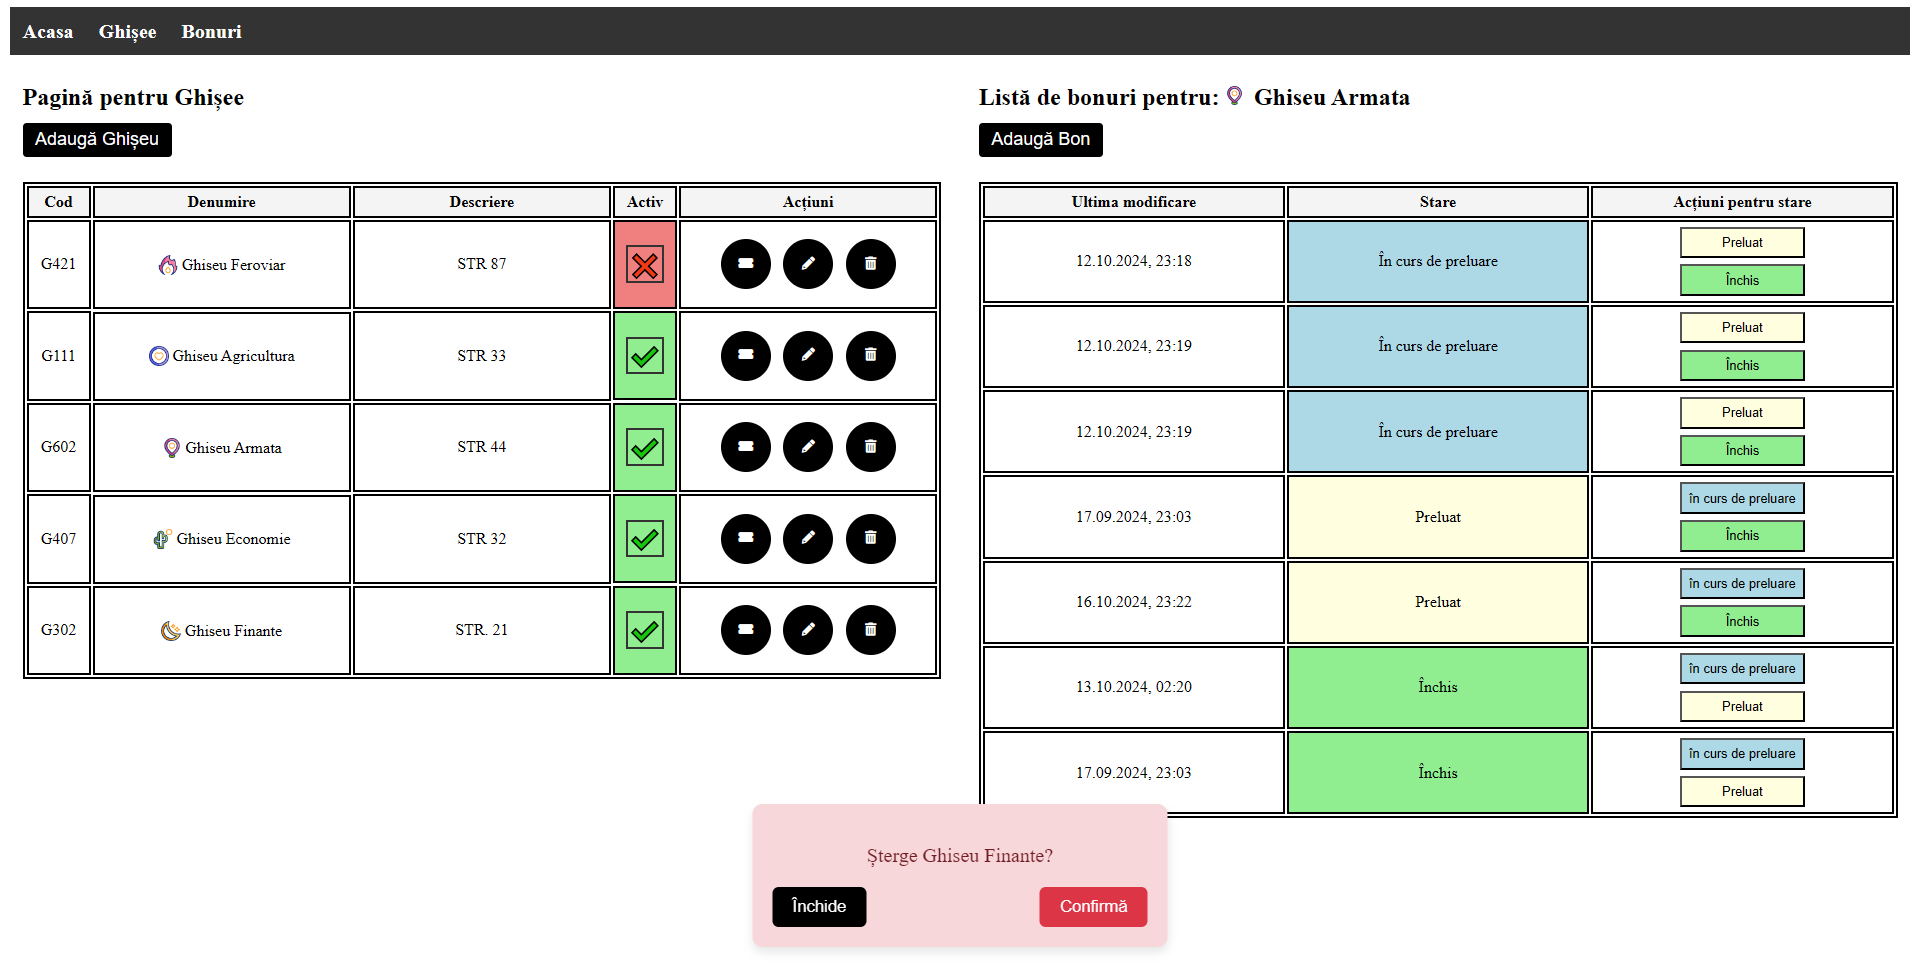 Acasa Ghișee Bonuri
Pagină pentru Ghișee
Adaugă Ghișeu
Cod Denumire Descriere Activ Acțiuni
G421 Ghiseu Feroviar STR 87
G111 Ghiseu Agricultura STR 33
G602 Ghiseu Armata STR 44
G407 Ghiseu Economie STR 32
G302 Ghiseu Finante STR. 21
Listă de bonuri pentru: Ghiseu Armata
Adaugă Bon
Ultima modificare Stare Acțiuni pentru stare
12.10.2024, 23:18 În curs de preluare Preluat
Închis
12.10.2024, 23:19 În curs de preluare Preluat
Închis
12.10.2024, 23:19 În curs de preluare Preluat
Închis
17.09.2024, 23:03 Preluat în curs de preluare
Închis
16.10.2024, 23:22 Preluat în curs de preluare
Închis
13.10.2024, 02:20 Închis în curs de preluare
Preluat
17.09.2024, 23:03 Închis în curs de preluare
Preluat
Șterge Ghiseu Finante?
Închide Confirmă